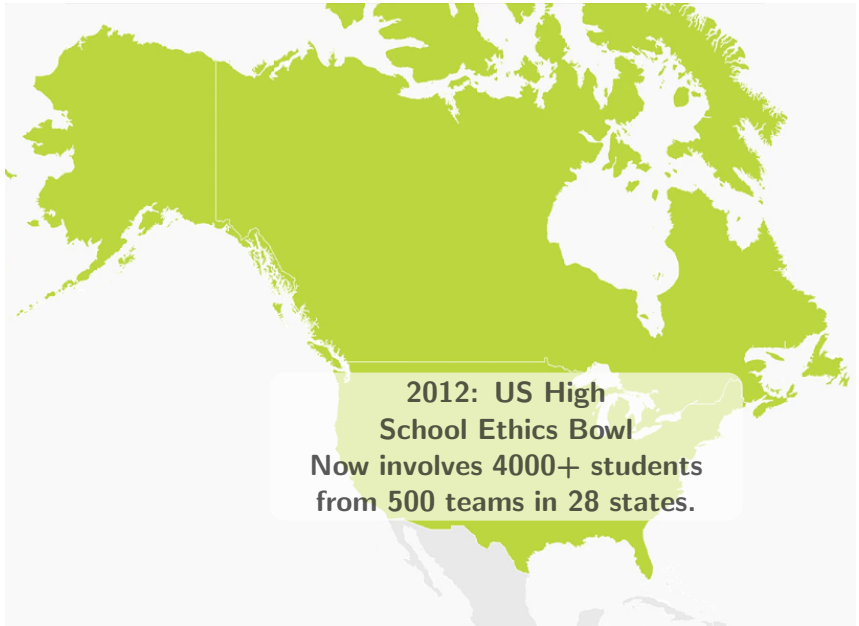 2012: US High
School Ethics Bowl
Now involves 4000+ students
from 500 teams in 28 states.